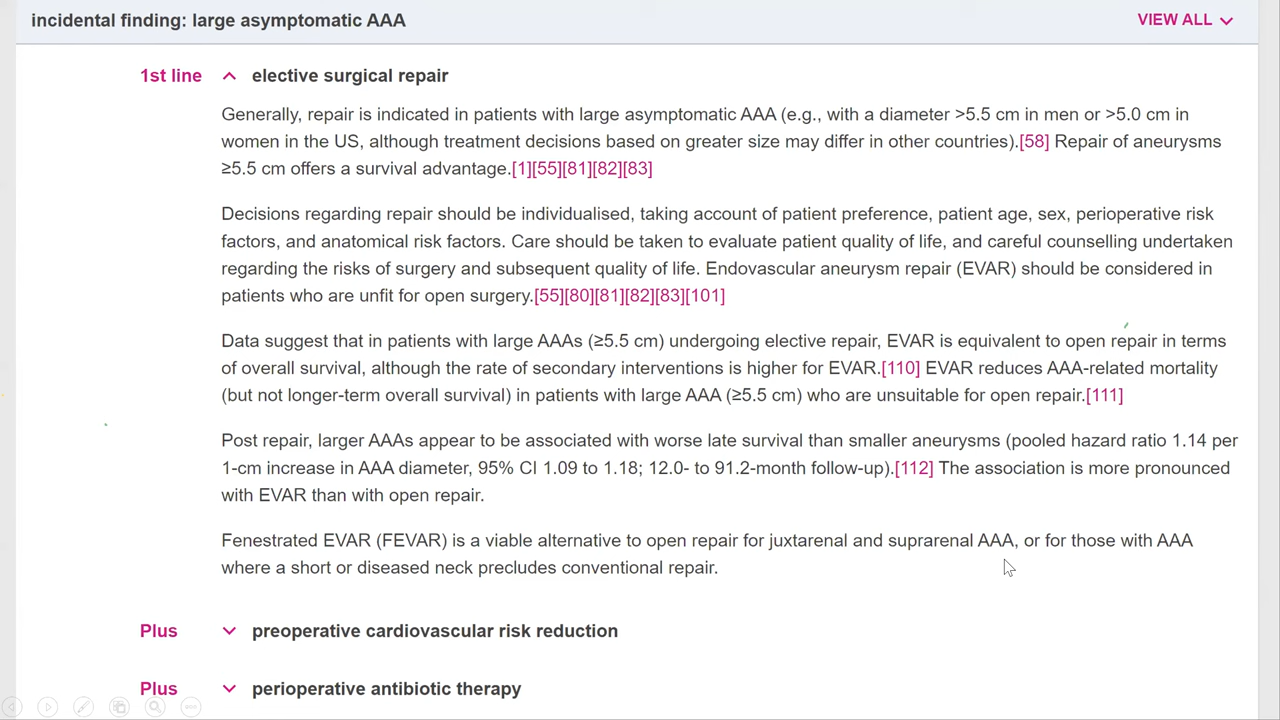 incidental finding: large asymptomatic AAA VIEW ALL
1st line elective surgical repair
Generally, repair is indicated in patients with large asymptomatic AAA (e.g., with a diameter >5.5 cm in men or >5.0 cm in
women in the US, although treatment decisions based on greater size may differ in other countries).[58] Repair of aneurysms
≥5.5 cm offers a survival advantage.[1][55][81][82][83]
Decisions regarding repair should be individualised, taking account of patient preference, patient age, sex, perioperative risk
factors, and anatomical risk factors. Care should be taken to evaluate patient quality of life, and careful counselling undertaken
regarding the risks of surgery and subsequent quality of life. Endovascular aneurysm repair (EVAR) should be considered in
patients who are unfit for open surgery.[55][80][81][82][83][101]
Data suggest that in patients with large AAAs (≥5.5 cm) undergoing elective repair, EVAR is equivalent to open repair in terms
of overall survival, although the rate of secondary interventions is higher for EVAR.[110] EVAR reduces AAA-related mortality
(but not longer-term overall survival) in patients with large AAA (≥5.5 cm) who are unsuitable for open repair.[111]
Post repair, larger AAAs appear to be associated with worse late survival than smaller aneurysms (pooled hazard ratio 1.14 per
1-cm increase in AAA diameter, 95% CI 1.09 to 1.18; 12.0- to 91.2-month follow-up).[112] The association is more pronounced
with EVAR than with open repair.
Fenestrated EVAR (FEVAR) is a viable alternative to open repair for juxtarenal and suprarenal AAA, or for those with AAA
where a short or diseased neck precludes conventional repair.
Plus preoperative cardiovascular risk reduction
Plus perioperative antibiotic therapy